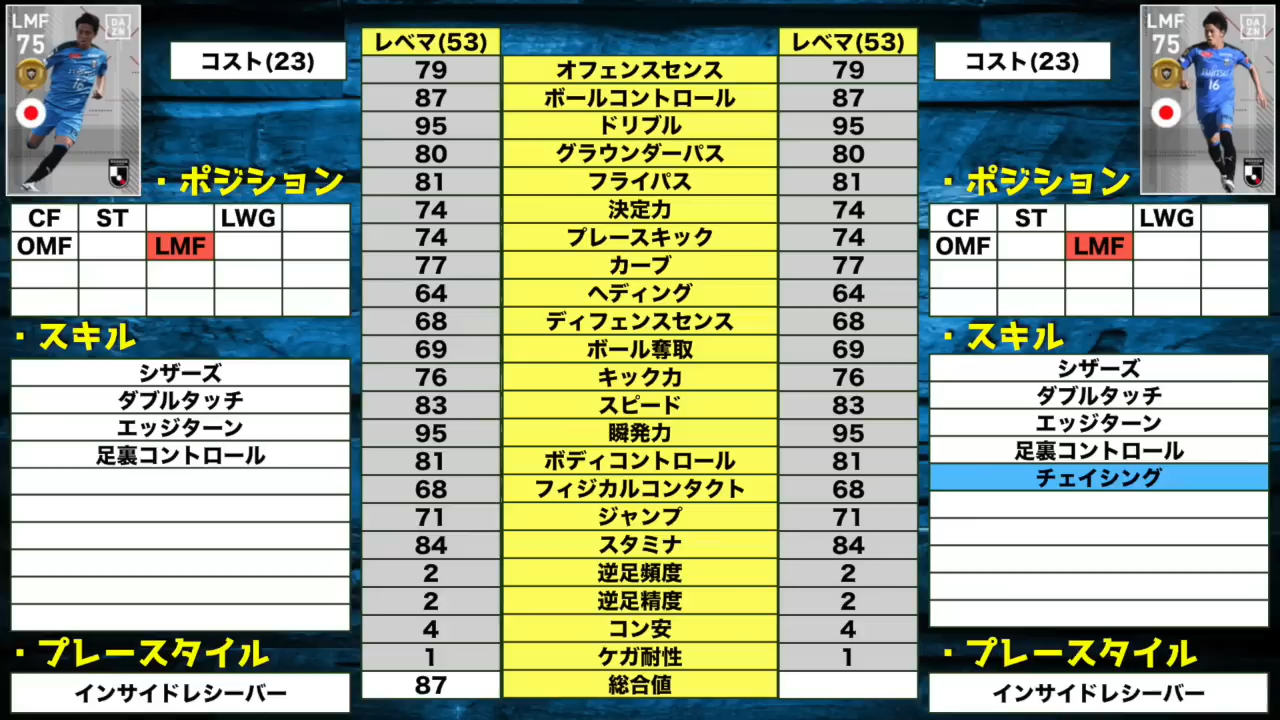 LMF
75
DA
ZN
コスト(23)
・ポジション
CF ST LWG
OMF LMF
・スキル
シザーズ
ダブルタッチ
エッジターン
足裏コントロール
・プレースタイル
インサイドレシーバー
レベマ(53) レベマ(53)
79 オフェンスセンス 79
87 ボールコントロール 87
95 ドリブル 95
80 グラウンダーパス 80
81 フライパス 81
74 決定力 74
74 プレースキック 74
77 カーブ 77
64 ヘディング 64
68 ディフェンスセンス 68
69 ボール奪取 69
76 キック力 76
83 スピード 83
95 瞬発力 95
81 ボディコントロール 81
68 フィジカルコンタクト 68
71 ジャンプ 71
84 スタミナ 84
2 逆足頻度 2
2 逆足精度 2
4 コン安 4
1 ケガ耐性 1
87 総合値
コスト(23)
LMF
75
DA
ZN
16
・ポジション
CF ST LWG
OMF LMF
・スキル
シザーズ
ダブルタッチ
エッジターン
足裏コントロール
チェイシング
・プレースタイル
インサイドレシーバー